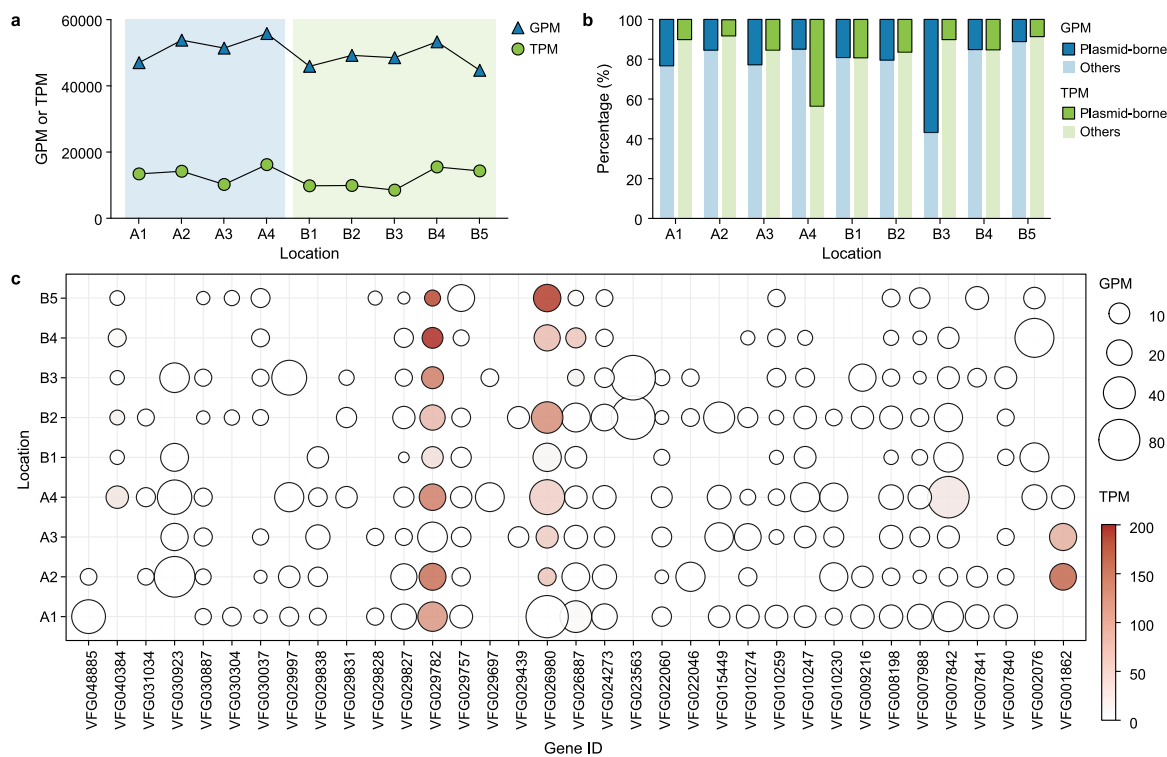 a
60000
40000
20000
0
GPM or TPM
A1 A2 A3 A4 B1 B2 B3 B4 B5
Location
GPM
TPM
b
100
80
60
40
20
0
Percentage (%)
A1 A2 A3 A4 B1 B2 B3 B4 B5
Location
GPM
Plasmid-borne
Others
TPM
Plasmid-borne
Others
c
B5
B4
B3
B2
B1
A4
A3
A2
A1
Location
VFG048885
VFG040384
VFG031034
VFG030923
VFG030887
VFG030304
VFG030037
VFG029997
VFG029838
VFG029831
VFG029828
VFG029827
VFG029782
VFG029757
VFG029697
VFG029439
VFG026980
VFG026887
VFG024273
VFG023563
VFG022060
VFG022046
VFG015449
VFG010274
VFG010259
VFG010247
VFG010230
VFG009216
VFG008198
VFG007988
VFG007842
VFG007841
VFG007840
VFG002076
VFG001862
Gene ID
GPM
10
20
40
80
TPM
200
150
100
50
0